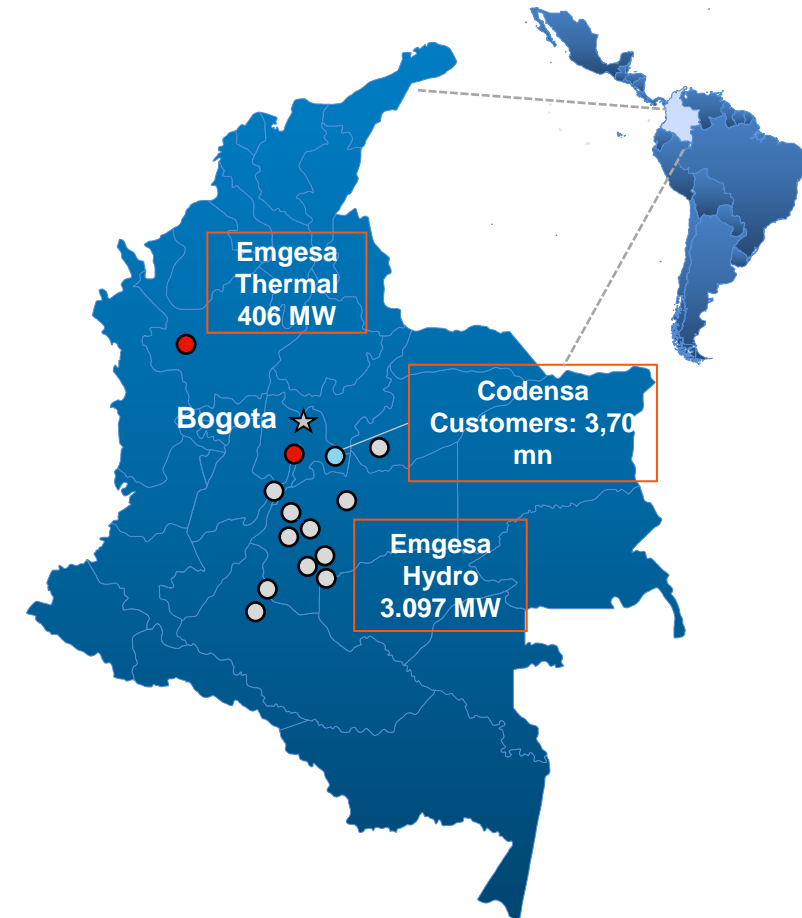 Emgesa
Thermal
406 MW
Codensa
Customers: 3,70
mn
Bogota
Emgesa
Hydro
3.097 MW